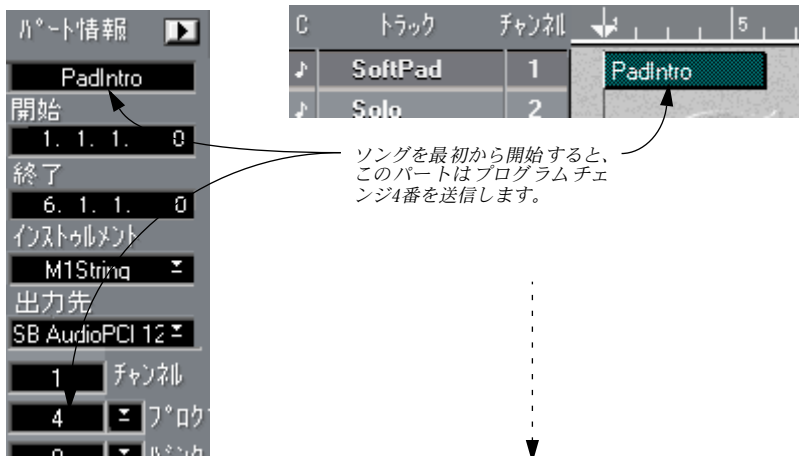 パート情報
PadIntro
開始
1. 1. 1. 0
終了
6. 1. 1. 0
インストゥルメント
M1String
出力先
SB AudioPCI 12
1 チャンネル
4
C トラック チャンネル 1 5
SoftPad 1 PadIntro
Solo 2
ソングを最初から開始すると、
このパートはプログラムチェ
ンジ4番を送信します。